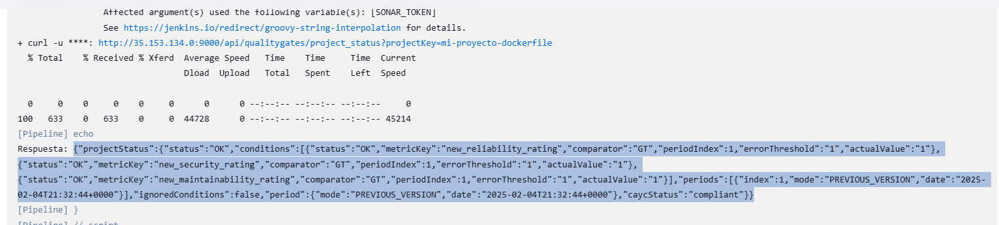 Affected argument(s) used the following variable(s): [SONAR_TOKEN]
See https://jenkins.io/redirect/groovy-string-interpolation for details.
+ curl -u ****: http://35.153.134.0:9000/api/qualitygates/project_status?projectKey=mi-proyecto-dockerfile
% Total % Received % Xferd Average Speed Time Time Time Current
Dload Upload Total Spent Left Speed
0 0 0 0 0 0 0 0 --:--:-- --:--:-- --:--:-- 0
100 633 0 633 0 0 44728 0 --:--:-- --:--:-- --:--:-- 45214
[Pipeline] echo
Respuesta: {"projectStatus":{"status":"OK","conditions":[{"status":"OK","metricKey":"new_reliability_rating","comparator":"GT","periodIndex":1,"errorThreshold":"1","actualValue":"1"},
{"status":"OK","metricKey":"new_security_rating","comparator":"GT","periodIndex":1,"errorThreshold":"1","actualValue":"1"},
{"status":"OK","metricKey":"new_maintainability_rating","comparator":"GT","periodIndex":1,"errorThreshold":"1","actualValue":"1"}],"periods":[{"index":1,"mode":"PREVIOUS_VERSION","date":"2025-
02-04T21:32:44+0000"}],"ignoredConditions":false,"period":{"mode":"PREVIOUS_VERSION","date":"2025-02-04T21:32:44+0000"},"caycStatus":"compliant"}}
[Pipeline] }
[Pipeline] // script